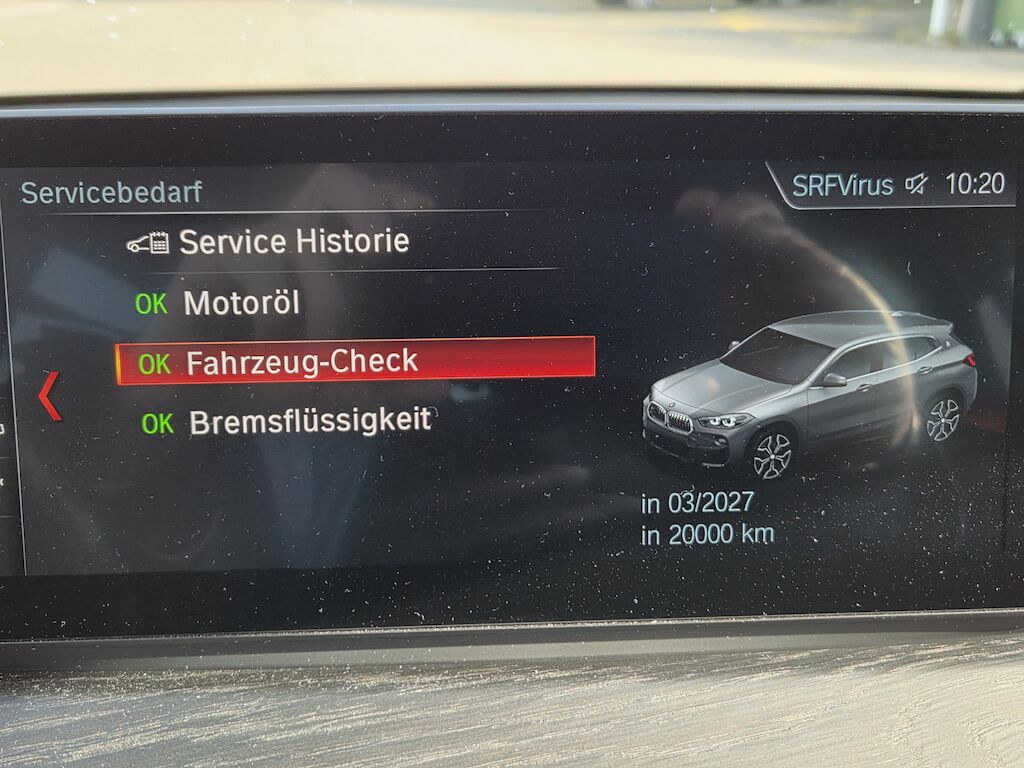 Servicebedarf
SRFVirus 10:20
Service Historie
OK Motoröl
OK Fahrzeug-Check
OK Bremsflüssigkeit
in 03/2027
in 20000 km